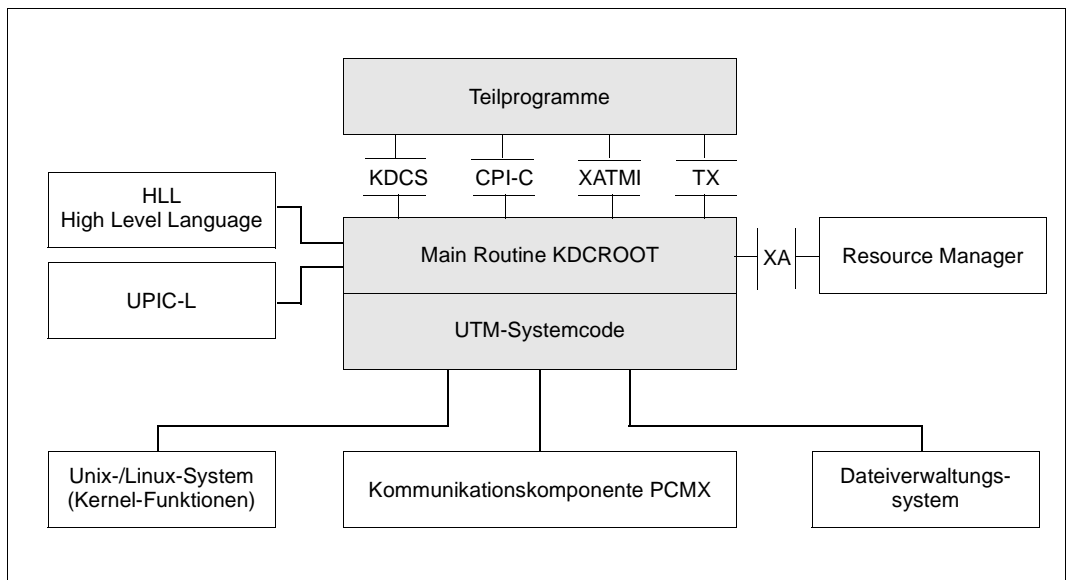 Teilprogramme
KDCS
CPI-C
XATMI
TX
HLL
High Level Language
Main Routine KDCROOT
XA
Resource Manager
UPIC-L
UTM-Systemcode
Unix-/Linux-System
(Kernel-Funktionen)
Kommunikationskomponente PCMX
Dateiverwaltungs-
system